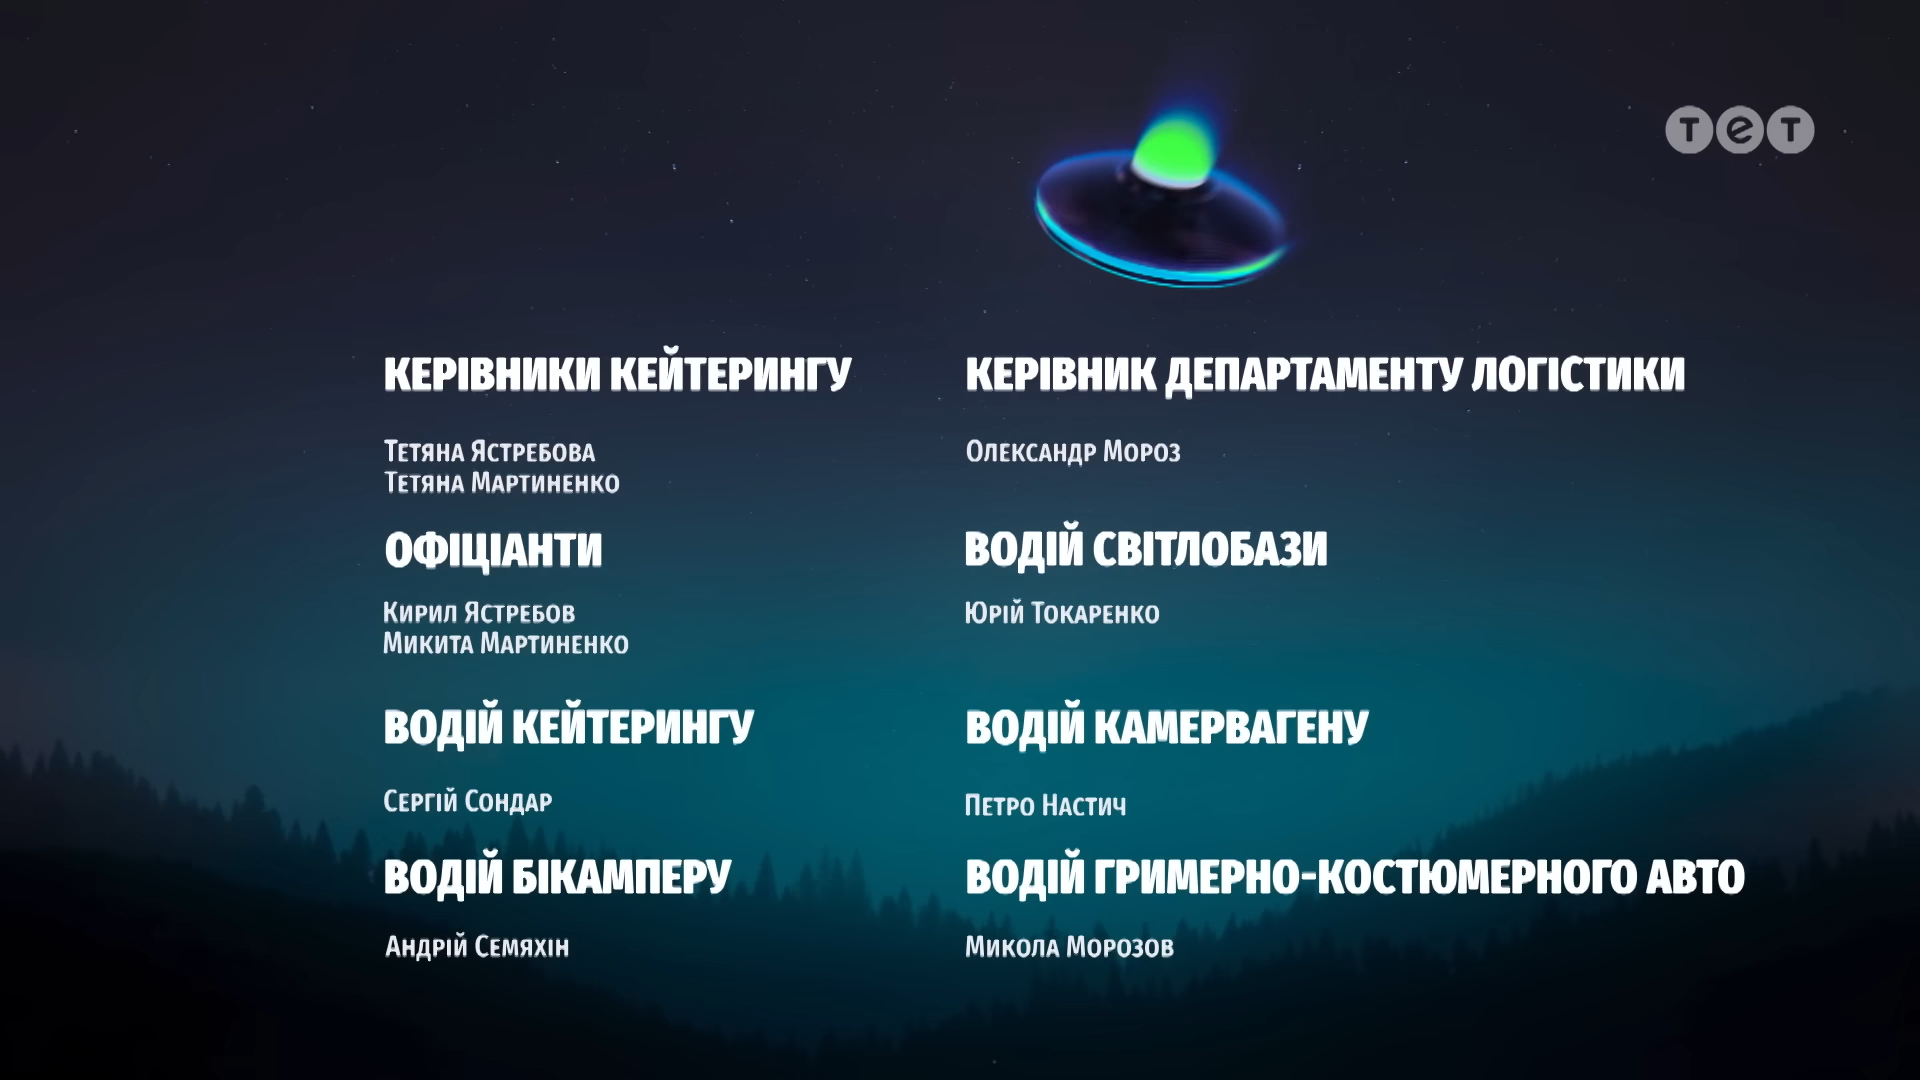 тет
КЕРІВНИКИ КЕЙТЕРИНГУ
Тетяна Ястребова
Тетяна Мартиненко
ОФІЦІАНТИ
Кирил Ястребов
Микита Мартиненко
ВОДІЙ КЕЙТЕРИНГУ
Сергій Сондар
ВОДІЙ БІКАМПЕРУ
Андрій Семяхін
КЕРІВНИК ДЕПАРТАМЕНТУ ЛОГІСТИКИ
Олександр Мороз
ВОДІЙ СВІТЛОБАЗИ
Юрій Токаренко
ВОДІЙ КАМЕРВАГЕНУ
Петро Настич
ВОДІЙ ГРИМЕРНО-КОСТЮМЕРНОГО АВТО
Микола Морозов